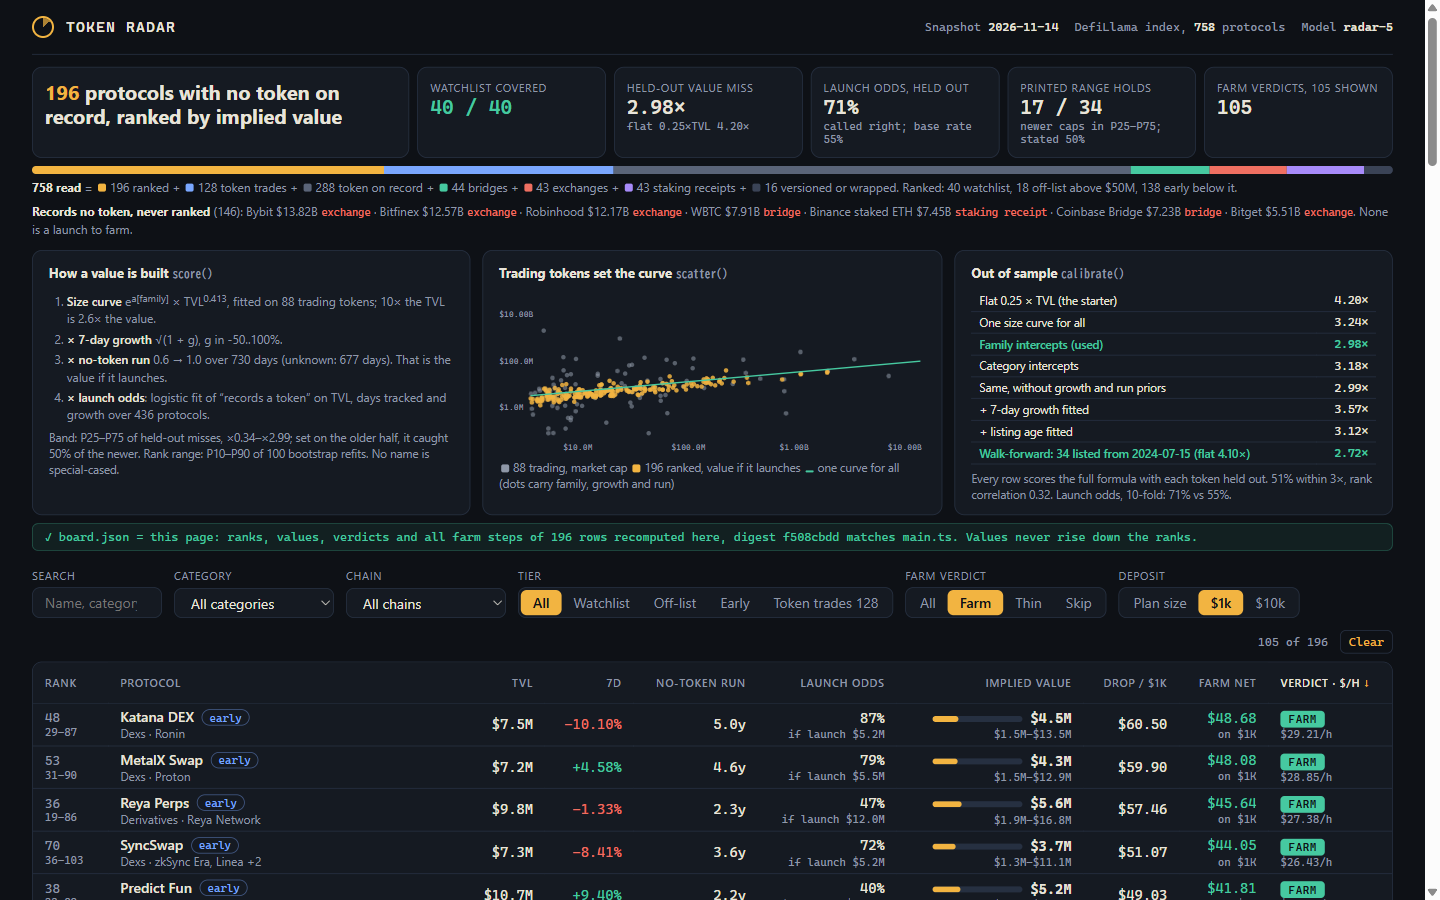 TOKEN RADAR
Snapshot 2026-11-14 DefiLlama index, 758 protocols Model radar-5
196 protocols with no token on
record, ranked by implied value
WATCHLIST COVERED
40 / 40
HELD-OUT VALUE MISS
2.98×
flat 0.25×TVL 4.20×
LAUNCH ODDS, HELD OUT
71%
called right; base rate
55%
PRINTED RANGE HOLDS
17 / 34
newer caps in P25–P75;
stated 50%
FARM VERDICTS, 105 SHOWN
105
758 read = 196 ranked + 128 token trades + 288 token on record + 44 bridges + 43 exchanges + 43 staking receipts + 16 versioned or wrapped. Ranked: 40 watchlist, 18 off-list above $50M, 138 early below it.
Records no token, never ranked (146): Bybit $13.82B exchange · Bitfinex $12.57B exchange · Robinhood $12.17B exchange · WBTC $7.91B bridge · Binance staked ETH $7.45B staking receipt · Coinbase Bridge $7.23B bridge · Bitget $5.51B exchange. None
is a launch to farm.
How a value is built score()
1. Size curve e^a[family] × TVL^0.413, fitted on 88 trading tokens; 10× the TVL
is 2.6× the value.
2. × 7-day growth √(1 + g), g in -50..100%.
3. × no-token run 0.6 → 1.0 over 730 days (unknown: 677 days). That is the
value if it launches.
4. × launch odds: logistic fit of “records a token” on TVL, days tracked and
growth over 436 protocols.
Band: P25–P75 of held-out misses, ×0.34–×2.99; set on the older half, it caught
50% of the newer. Rank range: P10–P90 of 100 bootstrap refits. No name is
special-cased.
Trading tokens set the curve scatter()
$10.00B
$100.0M
$1.0M
$10.0M $100.0M $1.00B $10.00B
88 trading, market cap 196 ranked, value if it launches one curve for all
(dots carry family, growth and run)
Out of sample calibrate()
Flat 0.25 × TVL (the starter) 4.20×
One size curve for all 3.24×
Family intercepts (used) 2.98×
Category intercepts 3.18×
Same, without growth and run priors 2.99×
+ 7-day growth fitted 3.57×
+ listing age fitted 3.12×
Walk-forward: 34 listed from 2024-07-15 (flat 4.10×) 2.72×
Every row scores the full formula with each token held out. 51% within 3×, rank
correlation 0.32. Launch odds, 10-fold: 71% vs 55%.
✓ board.json = this page: ranks, values, verdicts and all farm steps of 196 rows recomputed here, digest f508cbdd matches main.ts. Values never rise down the ranks.
SEARCH CATEGORY CHAIN TIER FARM VERDICT DEPOSIT
Name, categor All categories All chains All Watchlist Off-list Early Token trades 128 All Farm Thin Skip Plan size $1k $10k
105 of 196 Clear
RANK PROTOCOL TVL 7D NO-TOKEN RUN LAUNCH ODDS IMPLIED VALUE DROP / $1K FARM NET VERDICT · $/H ↓
48 Katana DEX early $7.5M −10.10% 5.0y 87% $4.5M $60.50 $48.68 FARM
29–87 Dexs · Ronin if launch $5.2M $1.5M–$13.5M on $1K $29.21/h
53 MetalX Swap early $7.2M +4.58% 4.6y 79% $4.3M $59.90 $48.08 FARM
31–90 Dexs · Proton if launch $5.5M $1.5M–$12.9M on $1K $28.85/h
36 Reya Perps early $9.8M −1.33% 2.3y 47% $5.6M $57.46 $45.64 FARM
19–86 Derivatives · Reya Network if launch $12.0M $1.9M–$16.8M on $1K $27.38/h
70 SyncSwap early $7.3M −8.41% 3.6y 72% $3.7M $51.07 $44.05 FARM
36–103 Dexs · zkSync Era, Linea +2 if launch $5.2M $1.3M–$11.1M on $1K $26.43/h
38 Predict Fun early $10.7M +9.40% 2.2y 40% $5.2M $49.03 $41.81 FARM